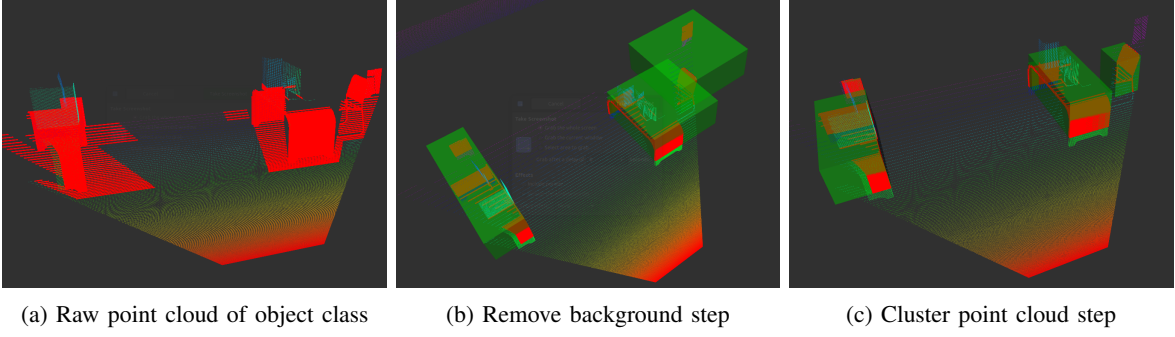 (a) Raw point cloud of object class
(b) Remove background step
(c) Cluster point cloud step